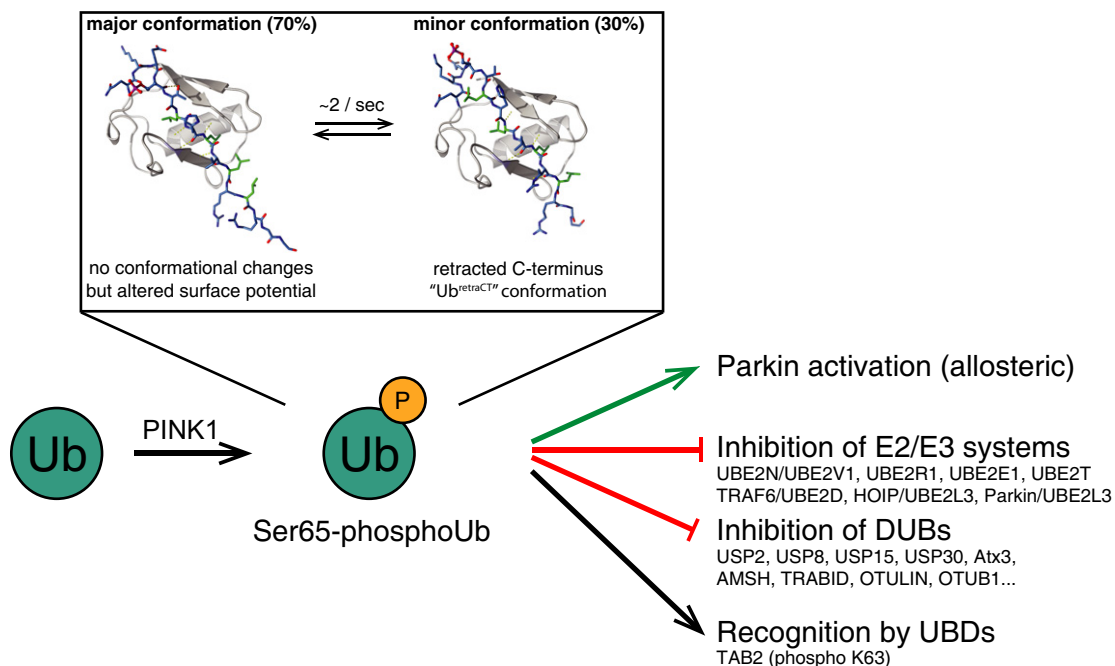 major conformation (70%)
minor conformation (30%)
~2 / sec
no conformational changes
but altered surface potential
retracted C-terminus
"Ub^retraCT" conformation
Ub
PINK1
Ub
P
Ser65-phosphoUb
Parkin activation (allosteric)
Inhibition of E2/E3 systems
UBE2N/UBE2V1, UBE2R1, UBE2E1, UBE2T
TRAF6/UBE2D, HOIP/UBE2L3, Parkin/UBE2L3
Inhibition of DUBs
USP2, USP8, USP15, USP30, Atx3,
AMSH, TRABID, OTULIN, OTUB1...
Recognition by UBDs
TAB2 (phospho K63)